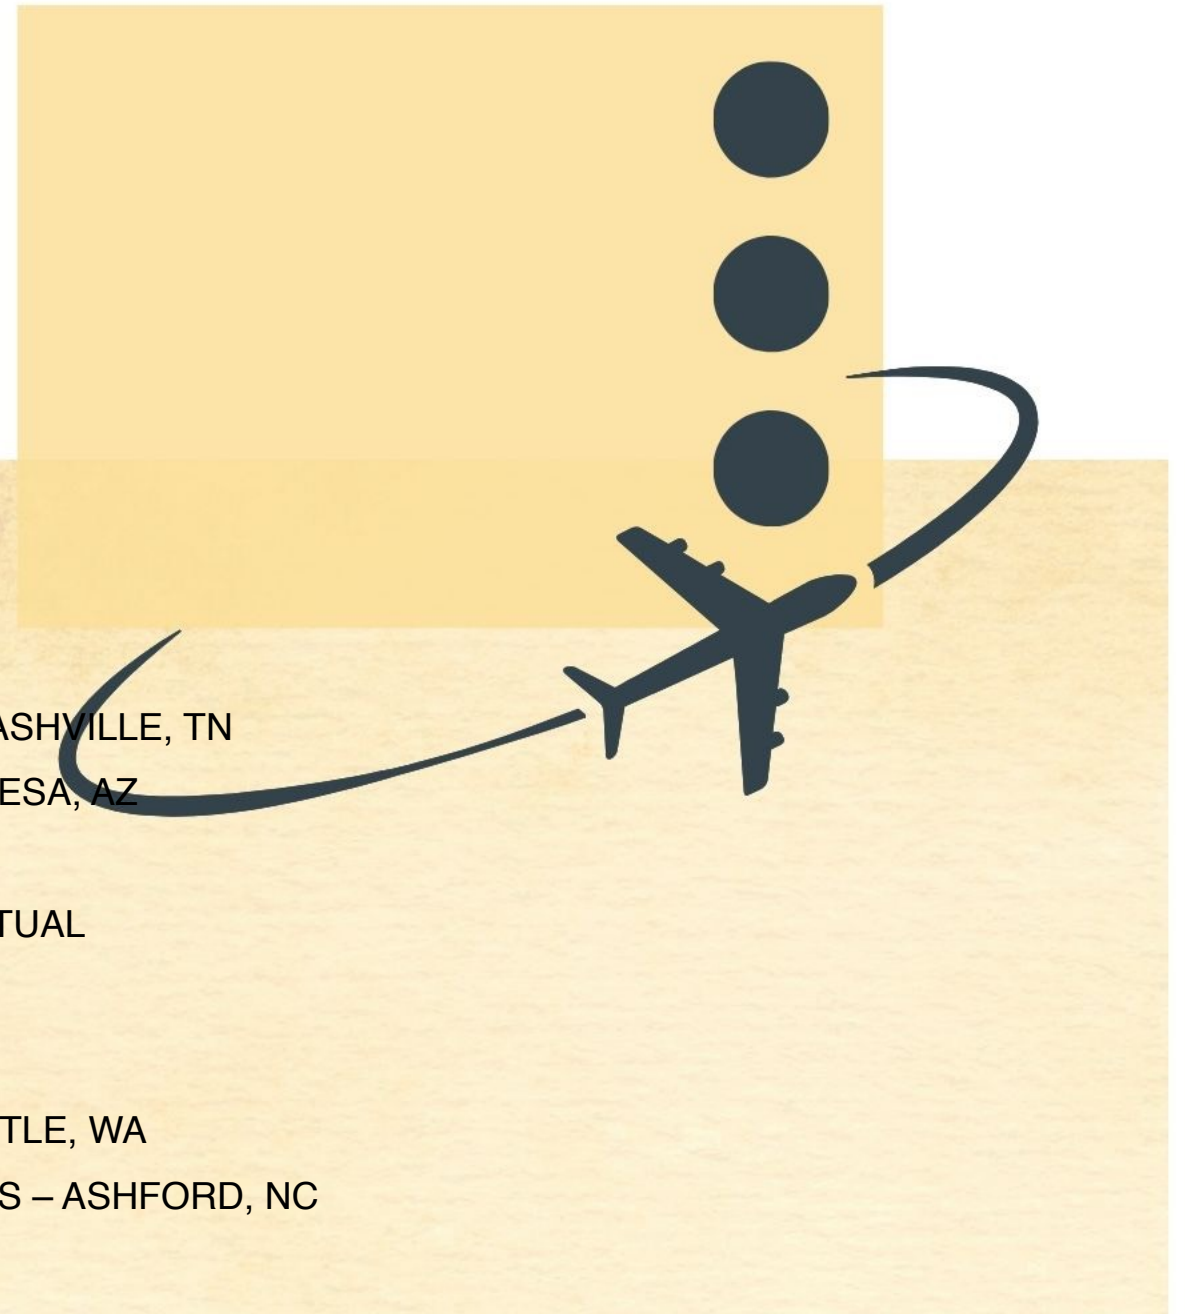 ASHVILLE, TN
ESA, AZ
TUAL
TLE, WA
S – ASHFORD, NC